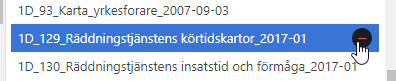 1D_93_Karta_yrkesforare_2007-09-03
1D_129_Räddningstjänstens körtidskartor_2017-01
1D_130_Räddningstjänstens insatstid och förmåga_2017-01